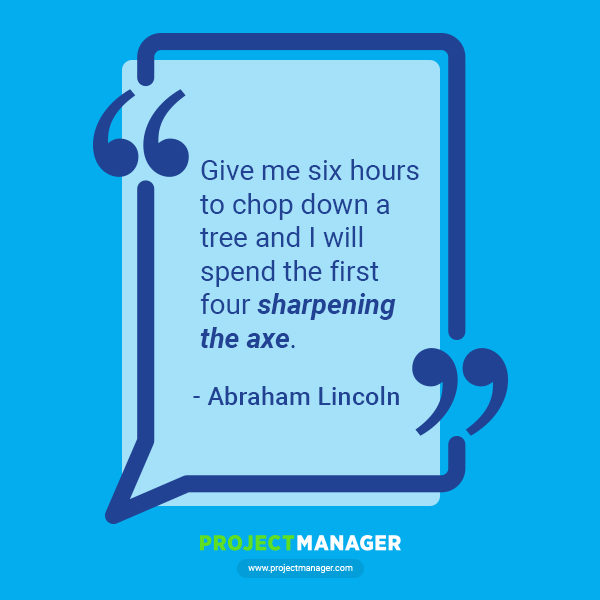 Give me six hours
to chop down a
tree and I will
spend the first
four sharpening
the axe.
- Abraham Lincoln
PROJECTMANAGER
www.projectmanager.com